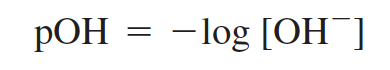 pOH = −log [OH⁻]